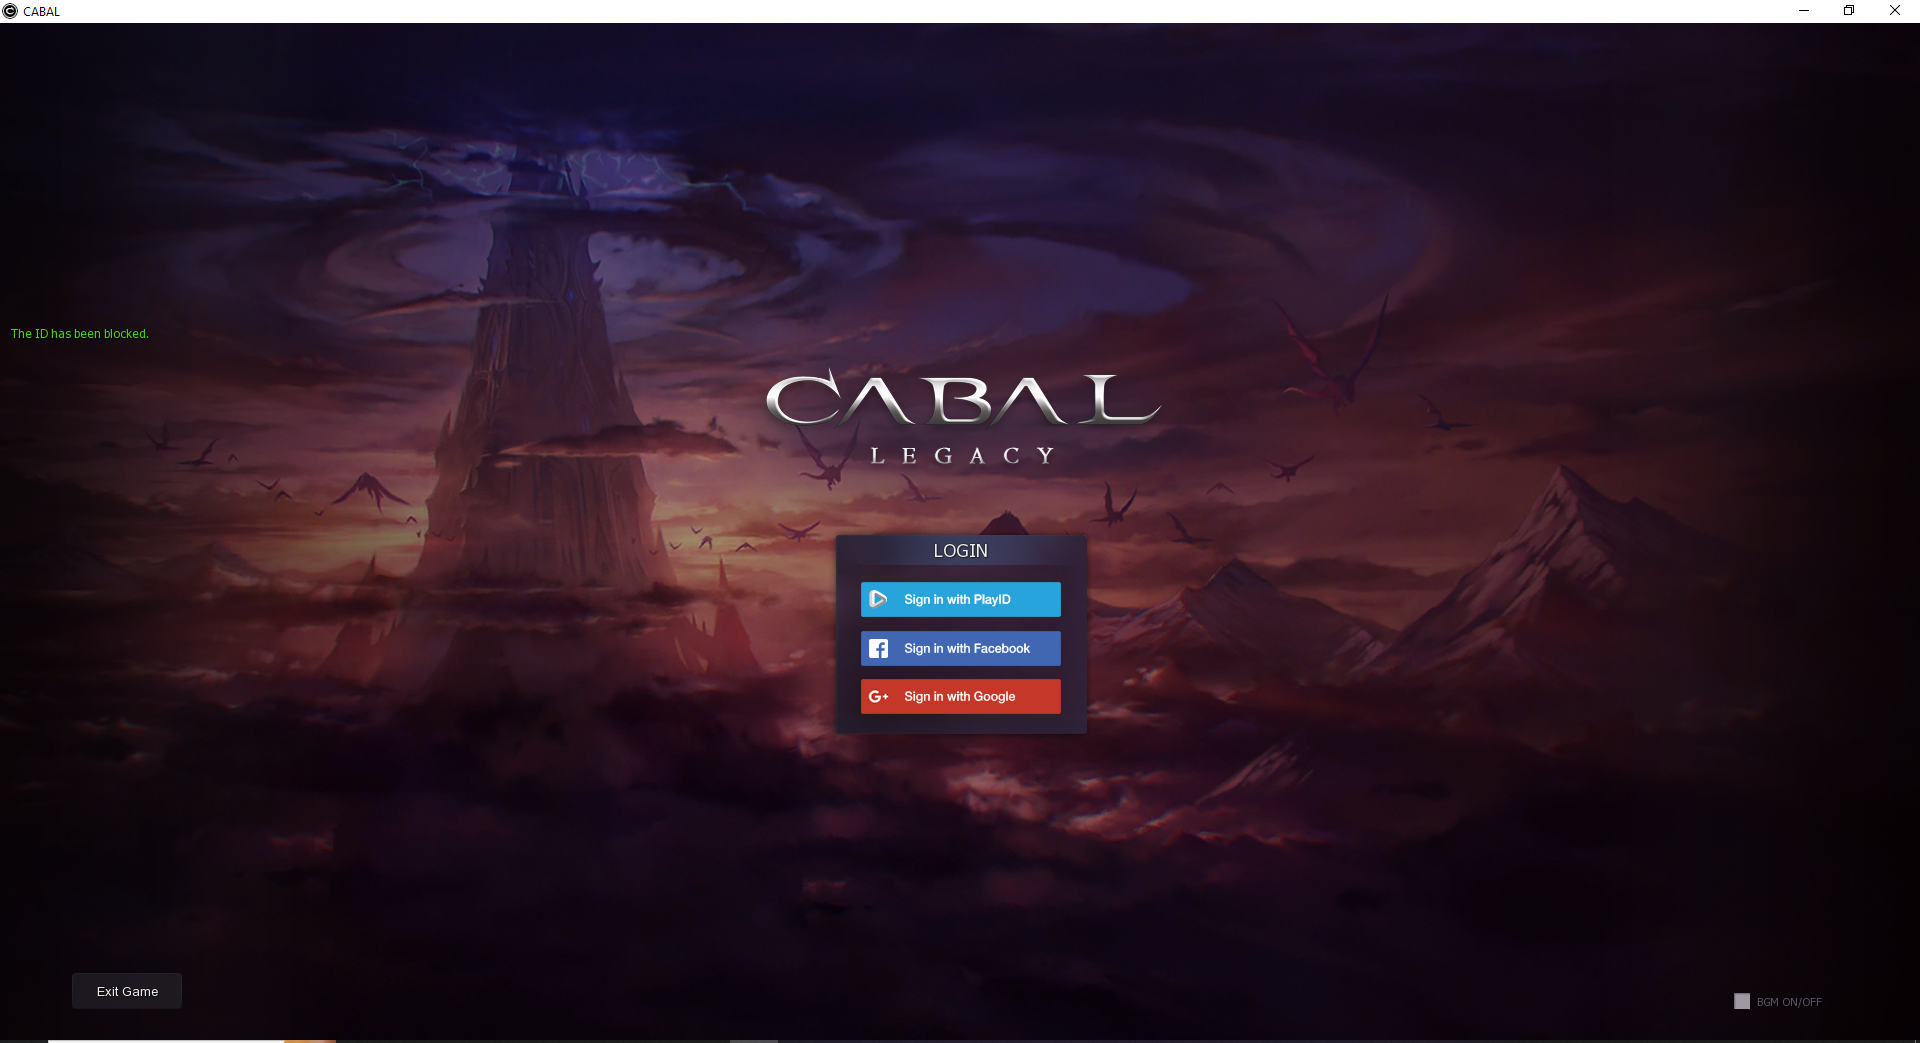 CABAL
The ID has been blocked.
CABAL
LEGACY
LOGIN
Sign in with PlayID
Sign in with Facebook
G+ Sign in with Google
Exit Game
BGM ON/OFF